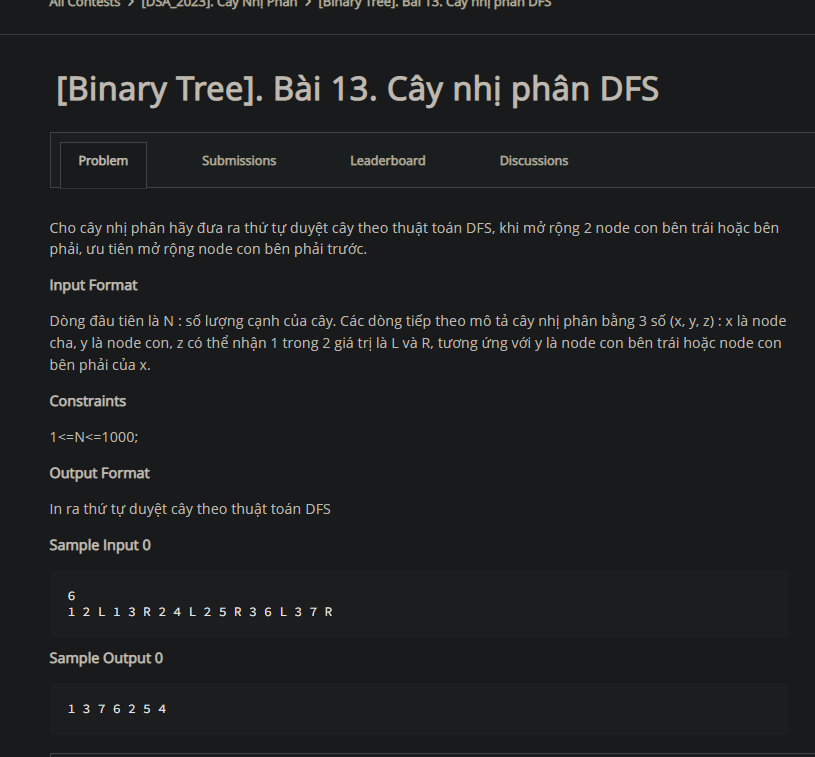 All Contests > [DSA_2023]. Cây Nhị Phân > [Binary Tree]. Bài 13. Cây nhị phân DFS
[Binary Tree]. Bài 13. Cây nhị phân DFS
Problem Submissions Leaderboard Discussions
Cho cây nhị phân hãy đưa ra thứ tự duyệt cây theo thuật toán DFS, khi mở rộng 2 node con bên trái hoặc bên
phải, ưu tiên mở rộng node con bên phải trước.
Input Format
Dòng đâu tiên là N : số lượng cạnh của cây. Các dòng tiếp theo mô tả cây nhị phân bằng 3 số (x, y, z) : x là node
cha, y là node con, z có thể nhận 1 trong 2 giá trị là L và R, tương ứng với y là node con bên trái hoặc node con
bên phải của x.
Constraints
1<=N<=1000;
Output Format
In ra thứ tự duyệt cây theo thuật toán DFS
Sample Input 0
6
1 2 L 1 3 R 2 4 L 2 5 R 3 6 L 3 7 R
Sample Output 0
1 3 7 6 2 5 4